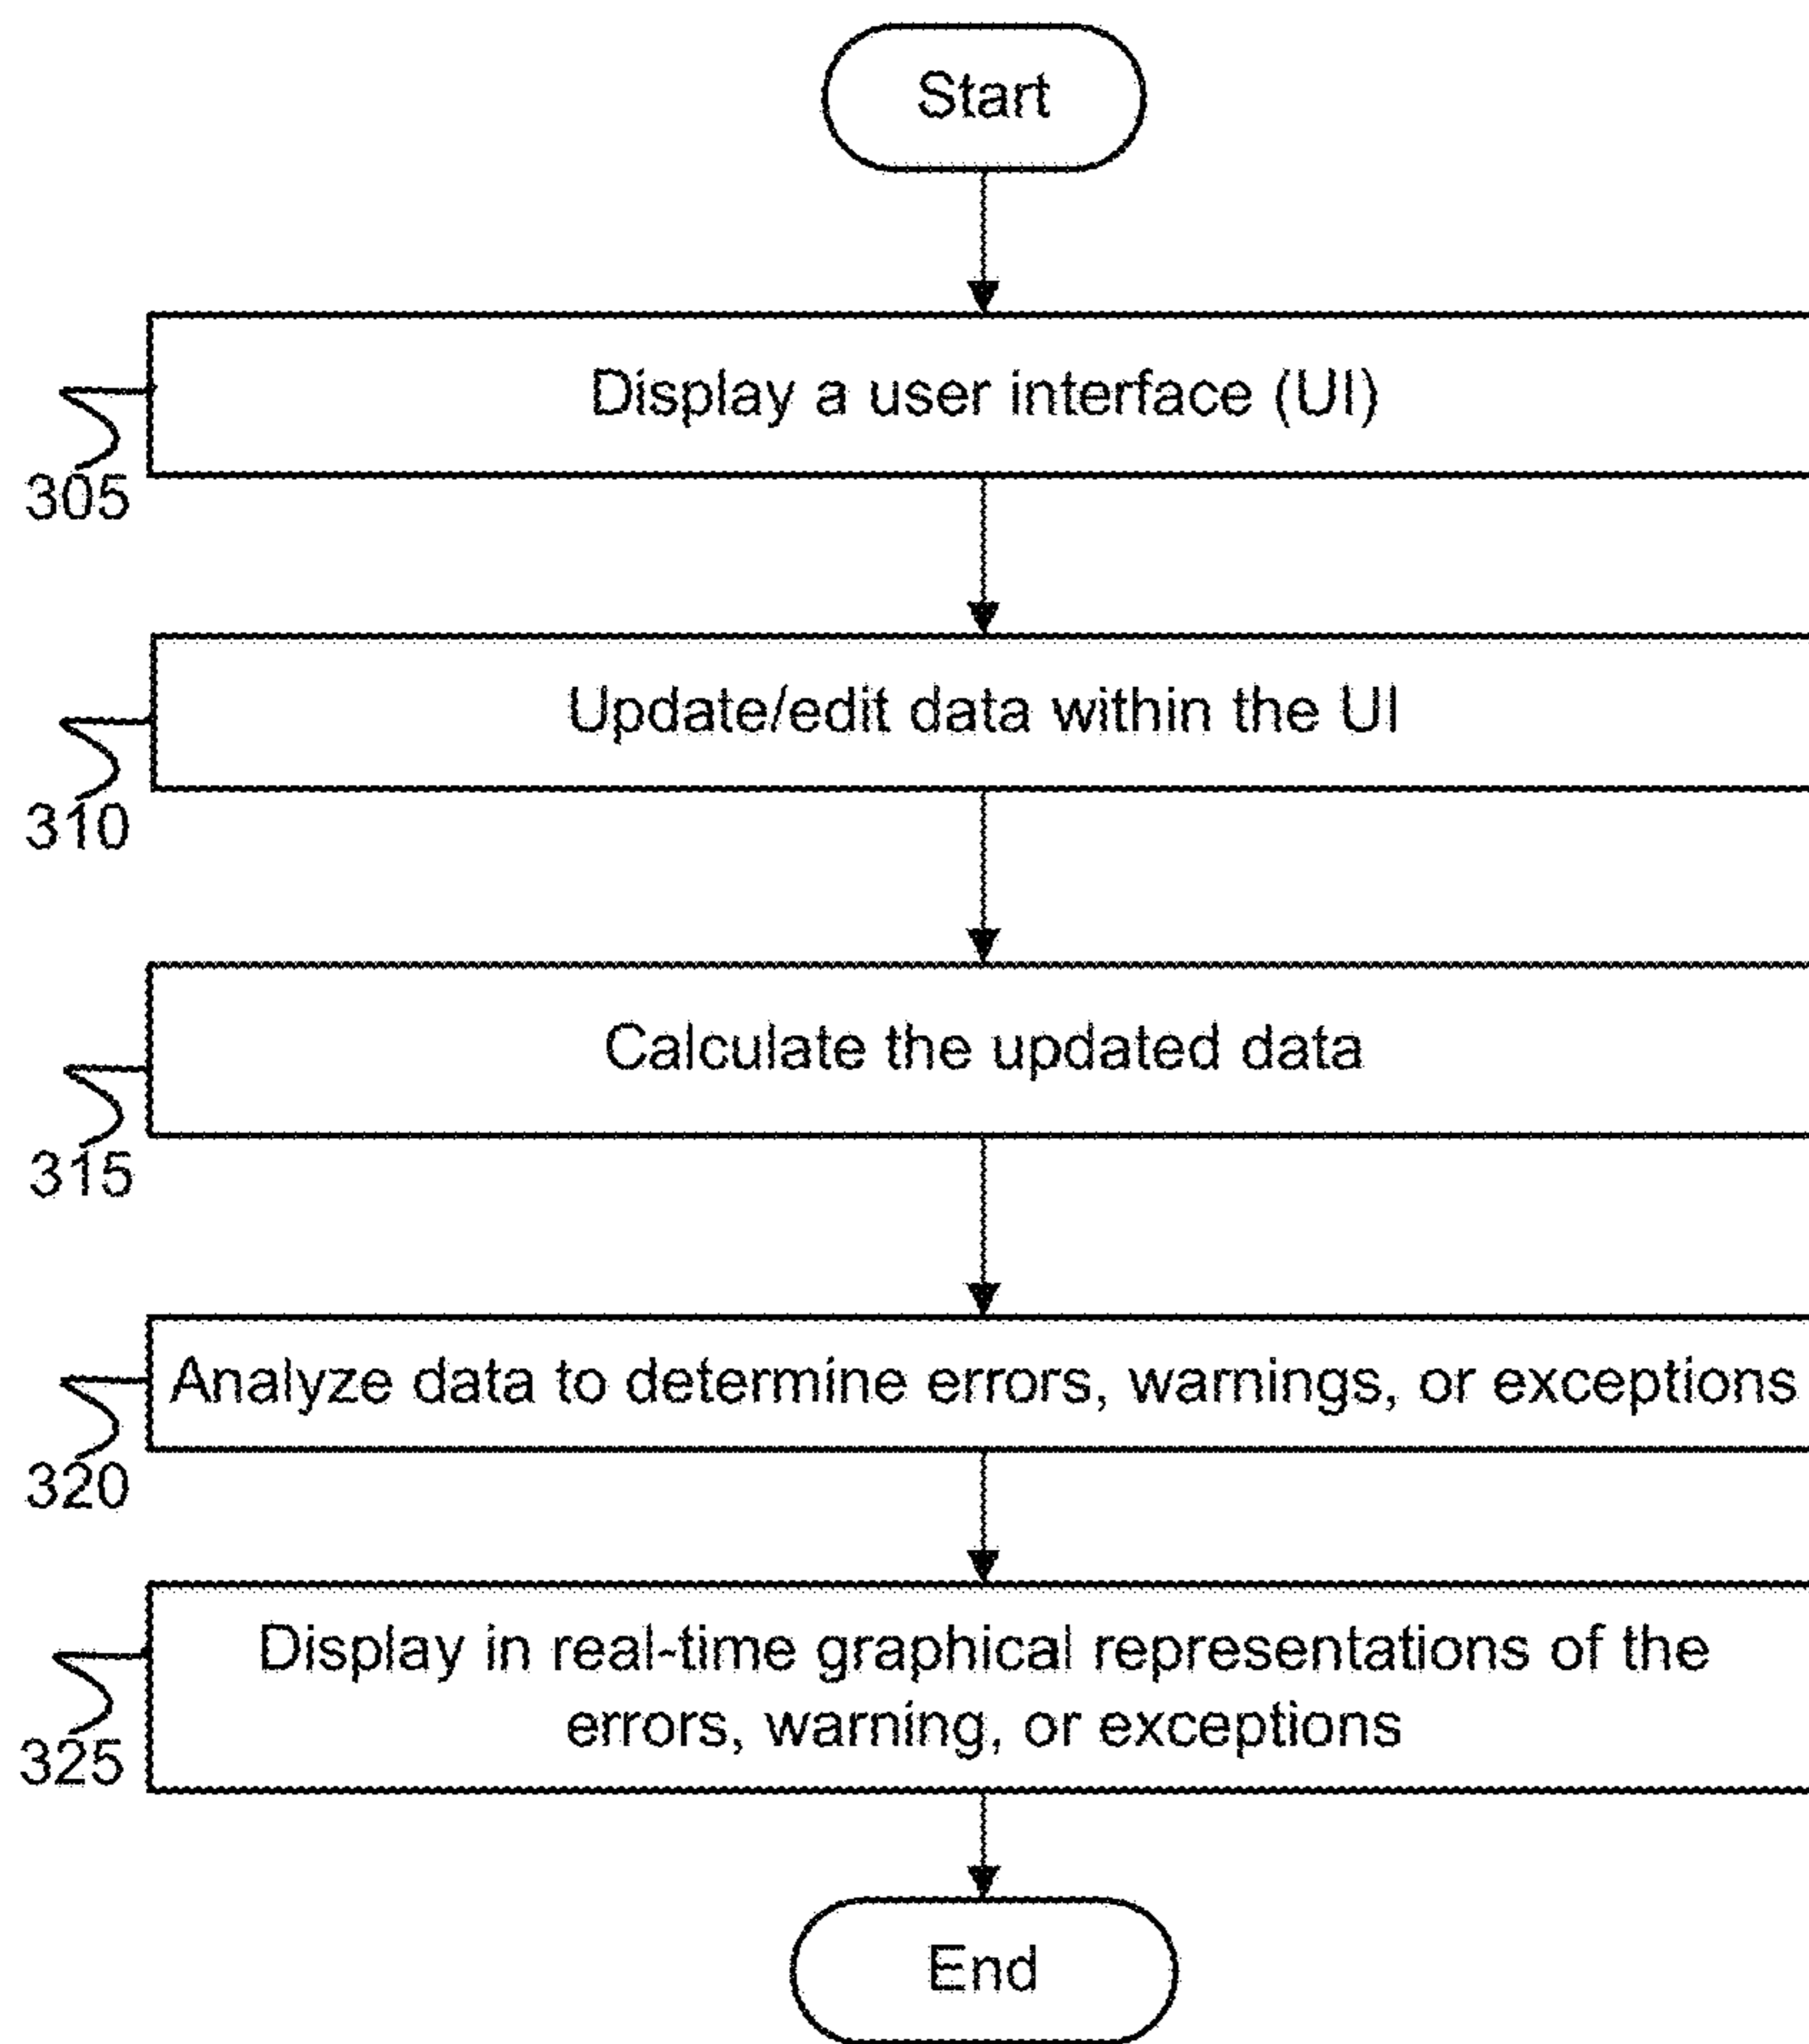 Start
Display a user interface (UI)
305
Update/edit data within the UI
310
Calculate the updated data
315
Analyze data to determine errors, warnings, or exceptions
320
Display in real-time graphical representations of the
errors, warning, or exceptions
325
End